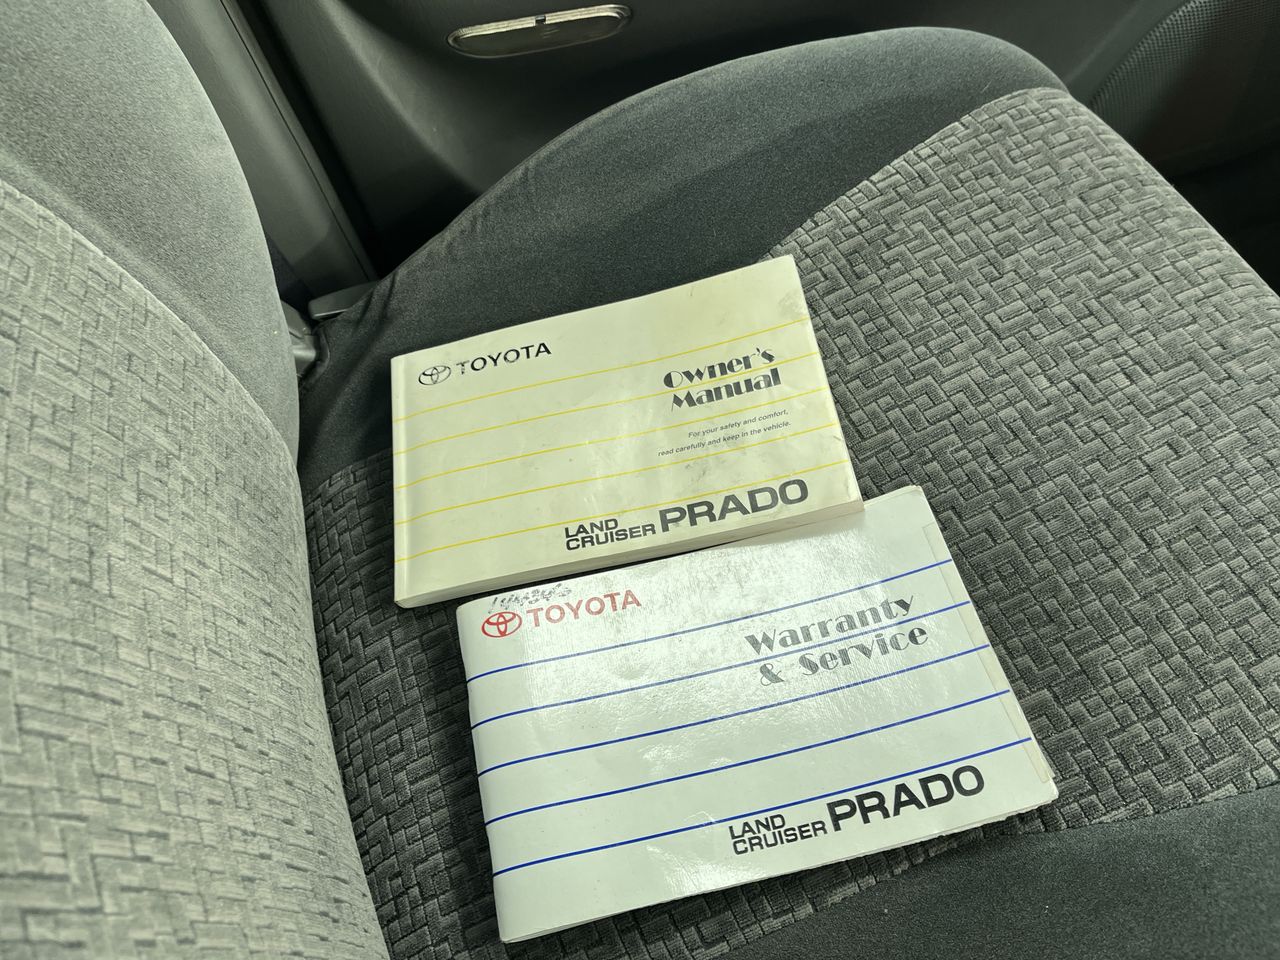 TOYOTA
Owner's
Manual
For your safety and comfort,
read carefully and keep in the vehicle.
LAND
CRUISER PRADO
TOYOTA
Warranty
& Service
LAND
CRUISER PRADO